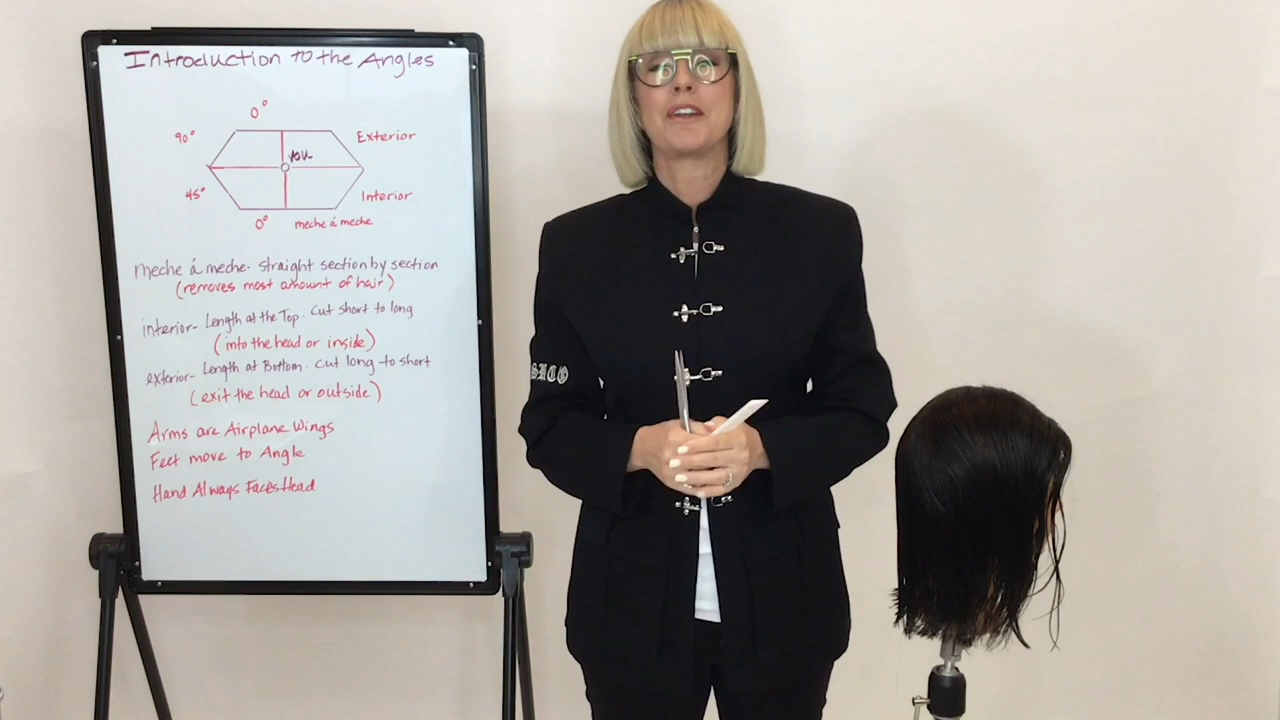 Introduction to the Angles
0°
90°
Exterior
you
45°
Interior
0°
meche á meche
meche á meche - straight section by section
(removes most amount of hair)
interior - Length at the Top. Cut short to long
(into the head or inside)
exterior - Length at Bottom. Cut long to short
(exit the head or outside)
Arms are Airplane Wings
Feet move to Angle
Hand Always Faces Head